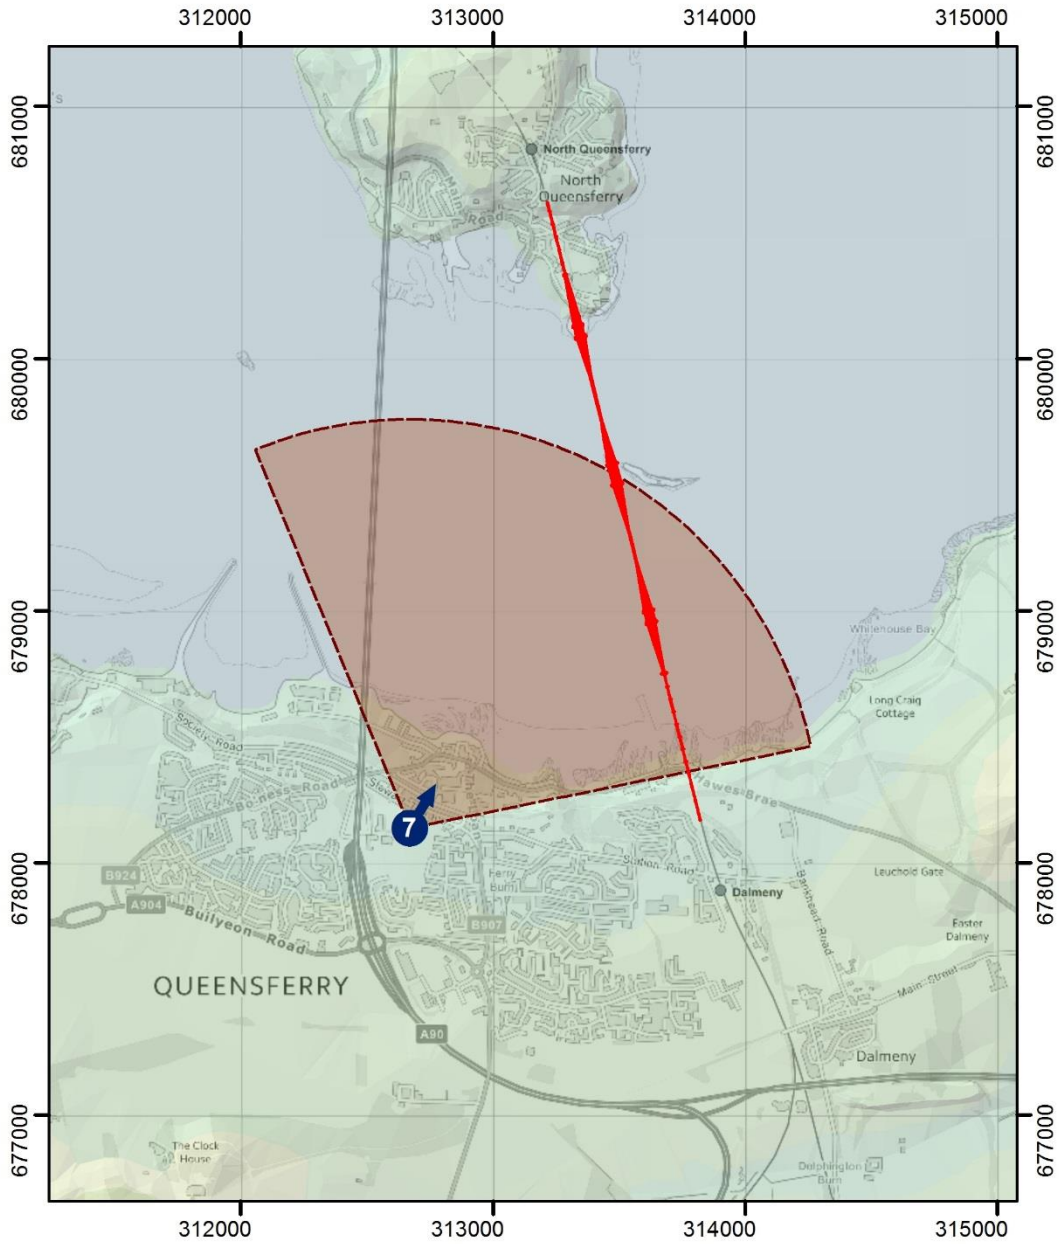 312000 313000 314000 315000
681000 681000
's
North Queensferry
North
Queensferry
Main
Road
680000 680000
679000 679000
Whitehouse Bay
Long Craig
Cottage
Society Road
Bo'ness Road
Hawes Brae
7
678000 678000
Station Road
Ferry
Burn
Leuchold Gate
B924
Dalmeny
A904
Bankhead Road
Builyeon Road
B907
Easter
Dalmeny
QUEENSFERRY
Main Street
A90
Dalmeny
677000 677000
The Clock
House
Dolphington
Burn
312000 313000 314000 315000